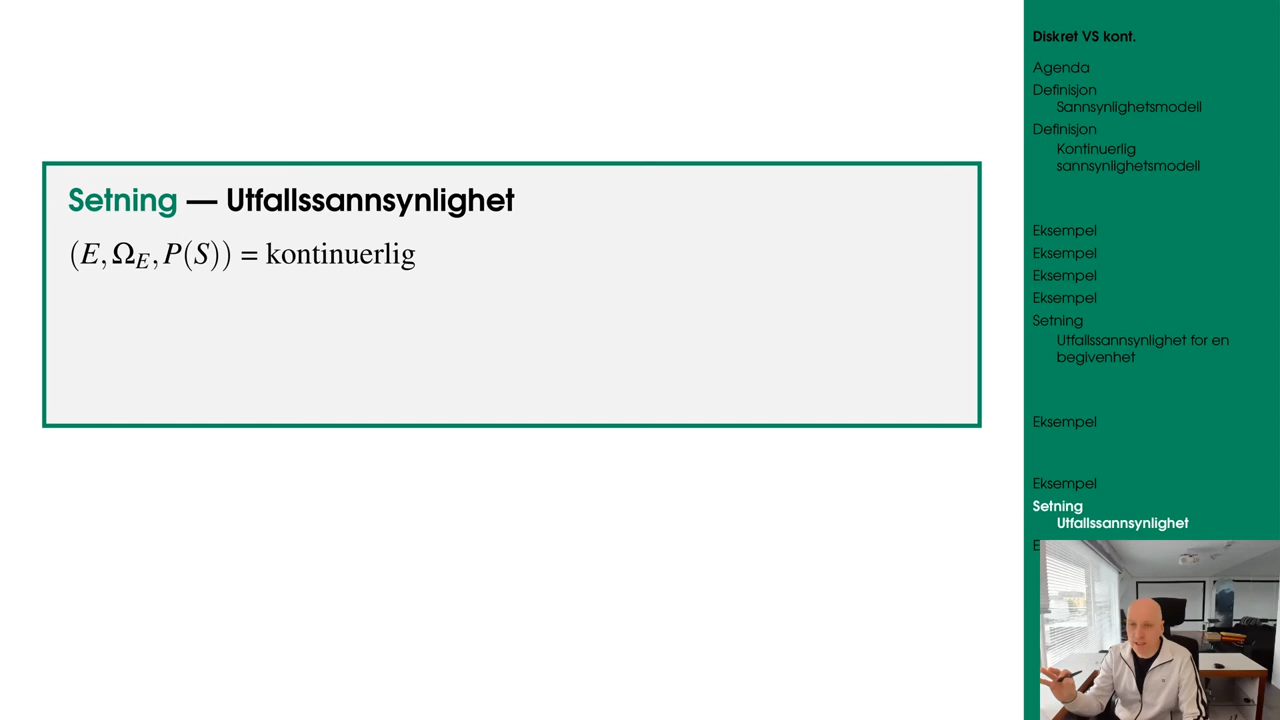 Setning — Utfallssannsynlighet
(E, Ω_E, P(S)) = kontinuerlig
Diskret VS kont.
Agenda
Definisjon
Sannsynlighetsmodell
Definisjon
Kontinuerlig
sannsynlighetsmodell
Eksempel
Eksempel
Eksempel
Eksempel
Setning
Utfallssannsynlighet for en
begivenhet
Eksempel
Eksempel
Setning
Utfallssannsynlighet